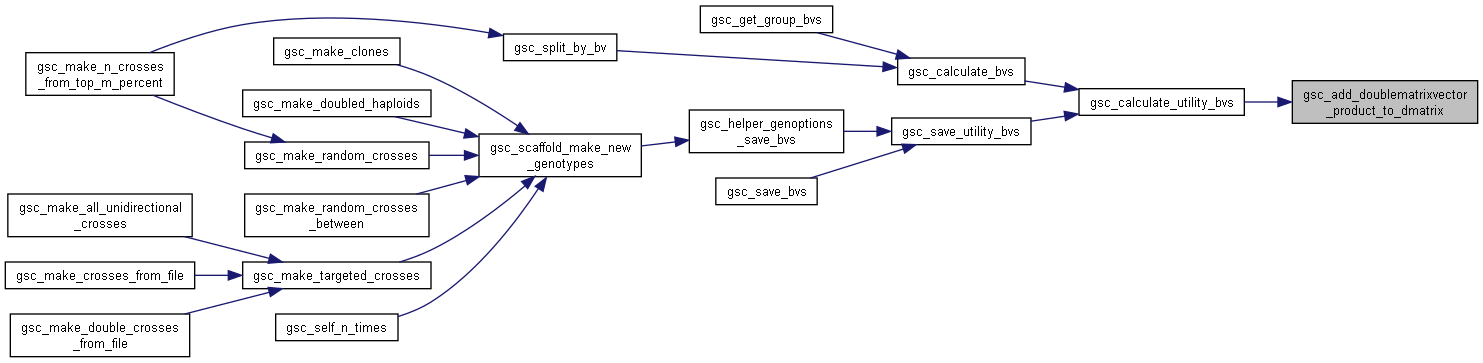 gsc_make_n_crosses
_from_top_m_percent
gsc_make_clones
gsc_make_doubled_haploids
gsc_make_random_crosses
gsc_make_random_crosses
_between
gsc_make_all_unidirectional
_crosses
gsc_make_crosses_from_file
gsc_make_double_crosses
_from_file
gsc_make_targeted_crosses
gsc_self_n_times
gsc_split_by_bv
gsc_scaffold_make_new
_genotypes
gsc_get_group_bvs
gsc_helper_genoptions
_save_bvs
gsc_save_bvs
gsc_calculate_bvs
gsc_save_utility_bvs
gsc_calculate_utility_bvs
gsc_add_doublematrixvector
_product_to_dmatrix